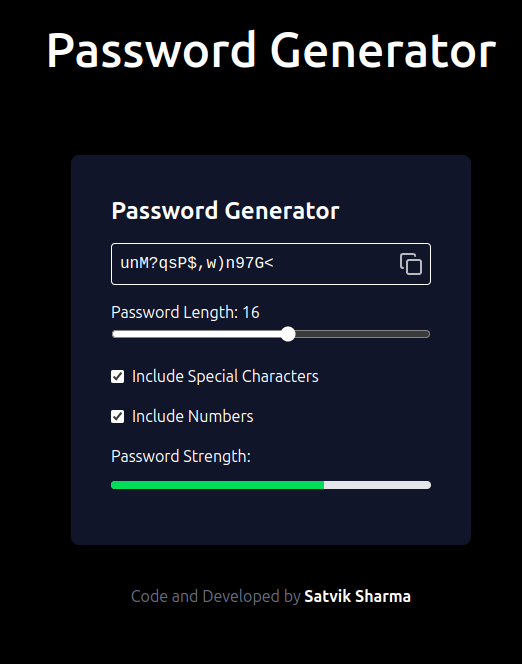 Password Generator
Password Generator
unM?qsP$,w)n97G<
Password Length: 16
Include Special Characters
Include Numbers
Password Strength:
Code and Developed by Satvik Sharma